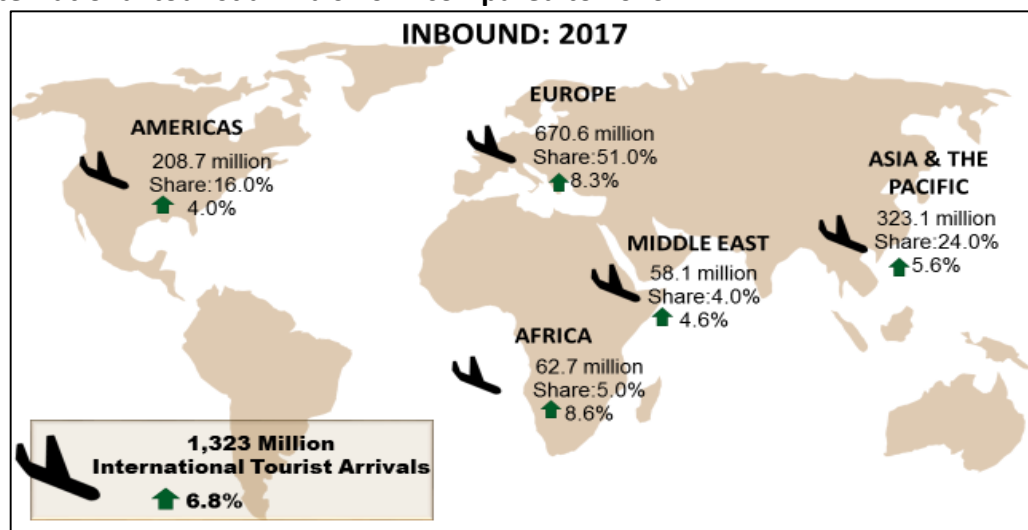 INBOUND: 2017
AMERICAS
208.7 million
Share:16.0%
4.0%
EUROPE
670.6 million
Share:51.0%
8.3%
ASIA & THE
PACIFIC
323.1 million
Share:24.0%
5.6%
MIDDLE EAST
58.1 million
Share:4.0%
4.6%
AFRICA
62.7 million
Share:5.0%
8.6%
1,323 Million
International Tourist Arrivals
6.8%